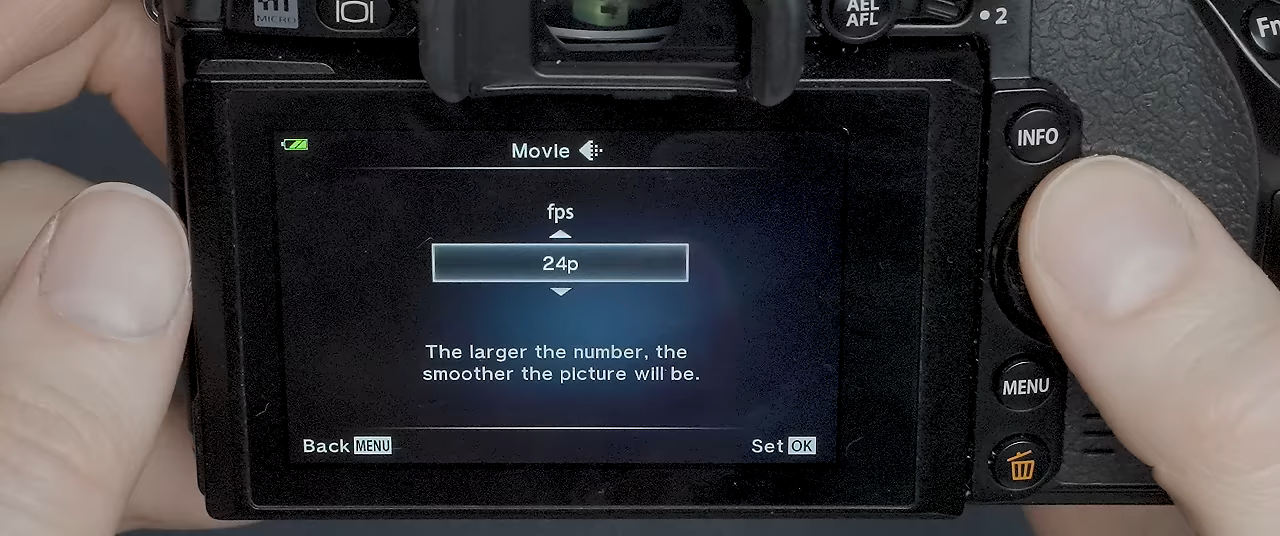 MICRO
AEL
AFL
2
Fn
INFO
Movie
fps
24p
The larger the number, the
smoother the picture will be.
MENU
Back MENU
Set OK